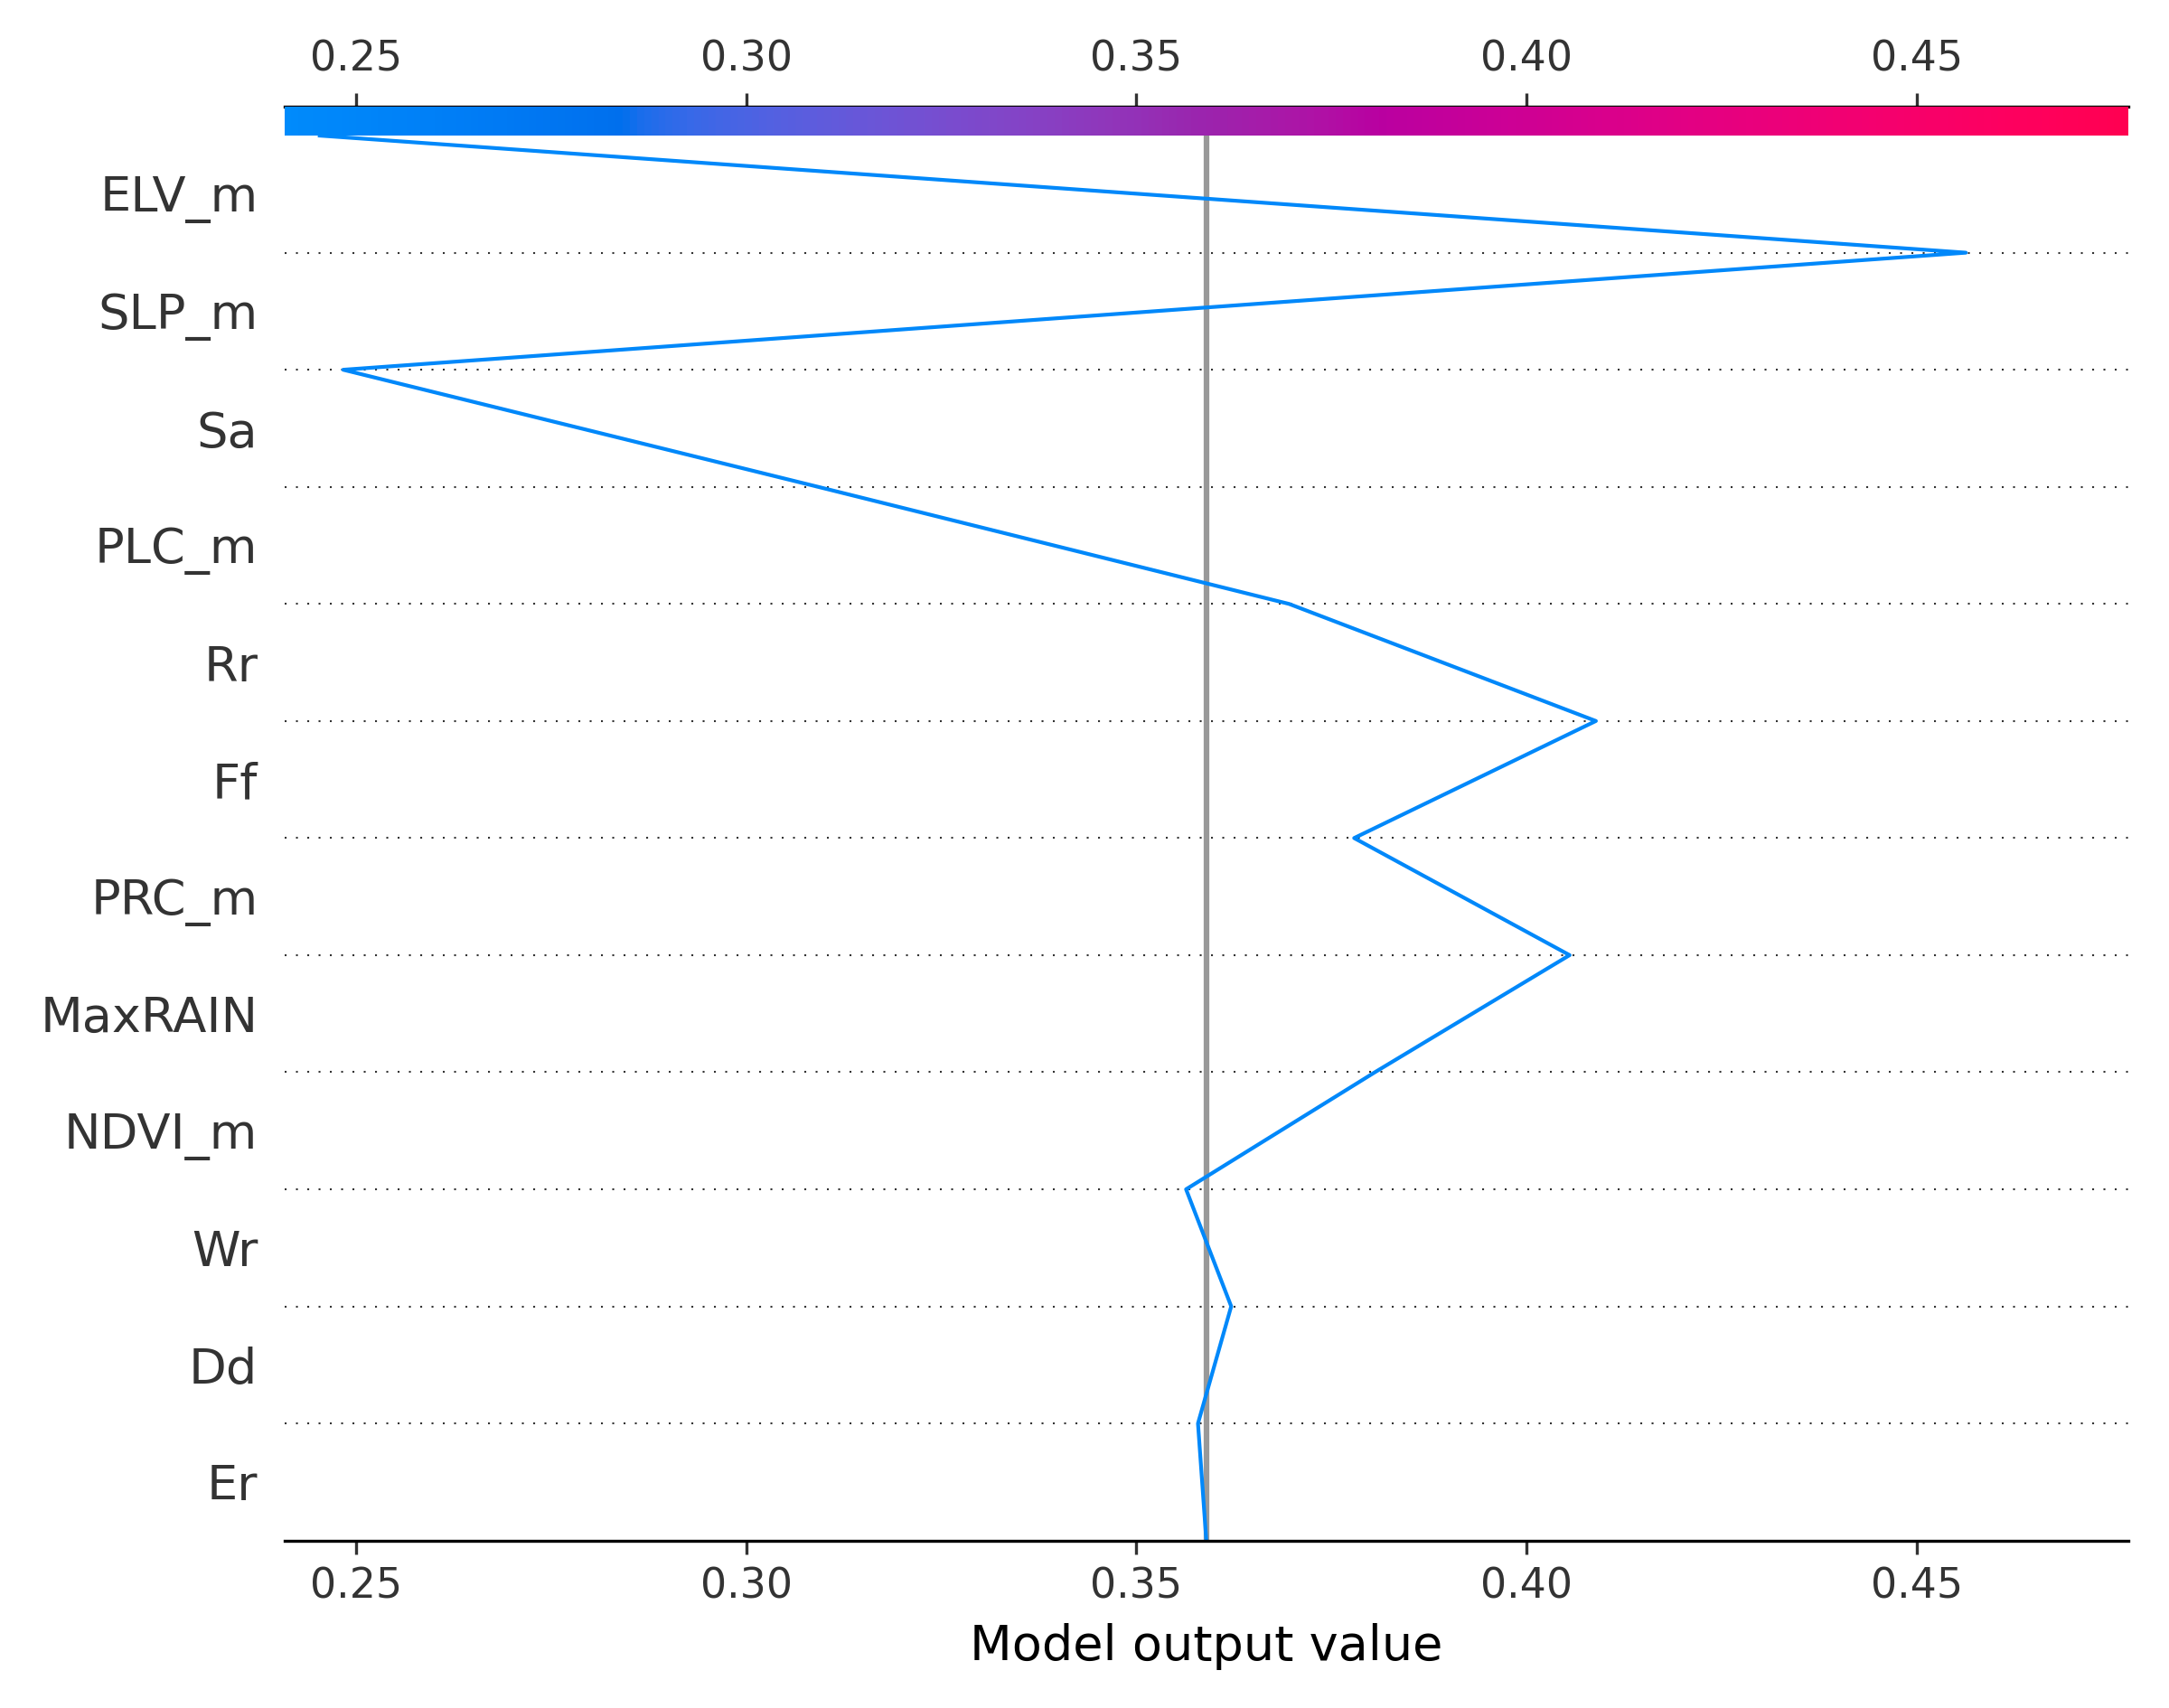 0.25 0.30 0.35 0.40 0.45
ELV_m
SLP_m
Sa
PLC_m
Rr
Ff
PRC_m
MaxRAIN
NDVI_m
Wr
Dd
Er
0.25 0.30 0.35 0.40 0.45
Model output value